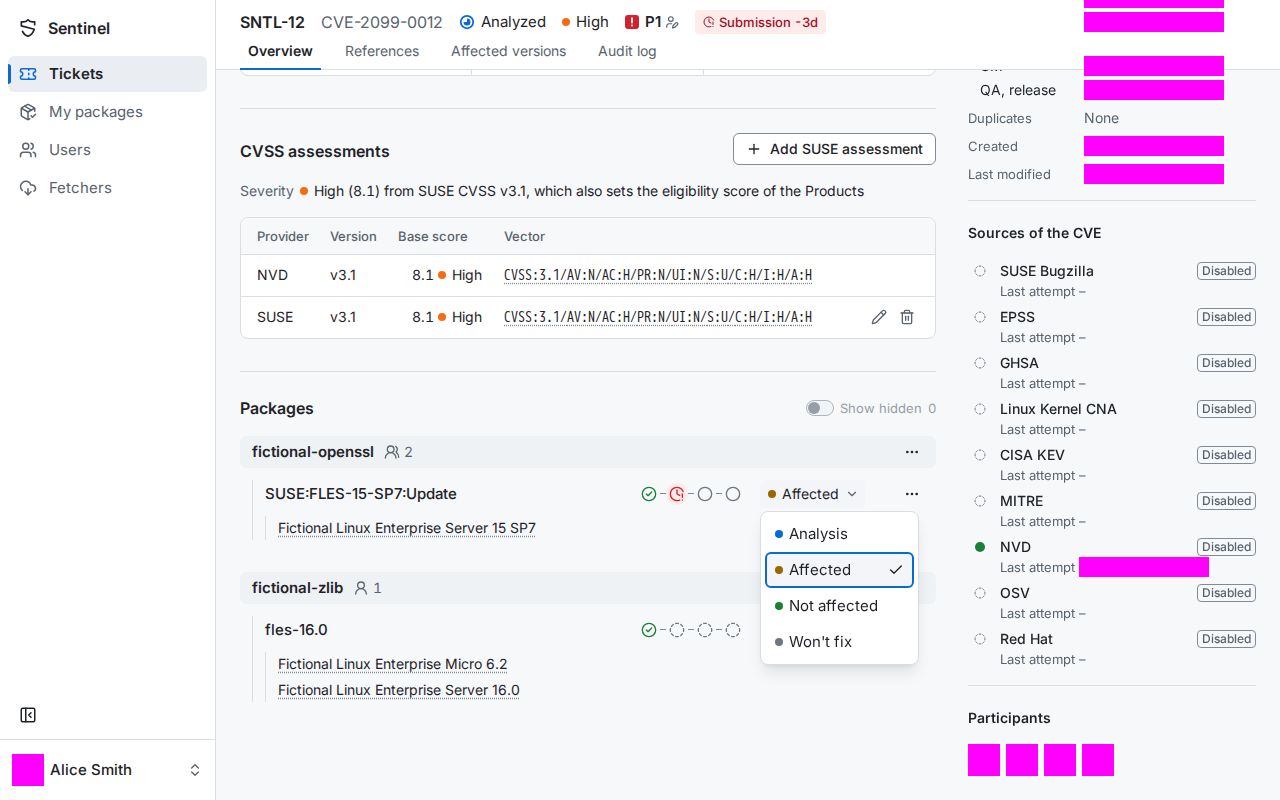 Sentinel
Tickets
My packages
Users
Fetchers
Alice Smith
SNTL-12 CVE-2099-0012 Analyzed High P1 Submission -3d
Overview References Affected versions Audit log
CVSS assessments
Add SUSE assessment
Severity High (8.1) from SUSE CVSS v3.1, which also sets the eligibility score of the Products
Provider Version Base score Vector
NVD v3.1 8.1 High CVSS:3.1/AV:N/AC:H/PR:N/UI:N/S:U/C:H/I:H/A:H
SUSE v3.1 8.1 High CVSS:3.1/AV:N/AC:H/PR:N/UI:N/S:U/C:H/I:H/A:H
Packages
Show hidden 0
fictional-openssl 2
SUSE:FLES-15-SP7:Update
Affected
Fictional Linux Enterprise Server 15 SP7
Analysis
Affected
Not affected
Won't fix
fictional-zlib 1
fles-16.0
Fictional Linux Enterprise Micro 6.2
Fictional Linux Enterprise Server 16.0
QA, release
Duplicates None
Created
Last modified
Sources of the CVE
SUSE Bugzilla Disabled
Last attempt –
EPSS Disabled
Last attempt –
GHSA Disabled
Last attempt –
Linux Kernel CNA Disabled
Last attempt –
CISA KEV Disabled
Last attempt –
MITRE Disabled
Last attempt –
NVD Disabled
Last attempt
OSV Disabled
Last attempt –
Red Hat Disabled
Last attempt –
Participants